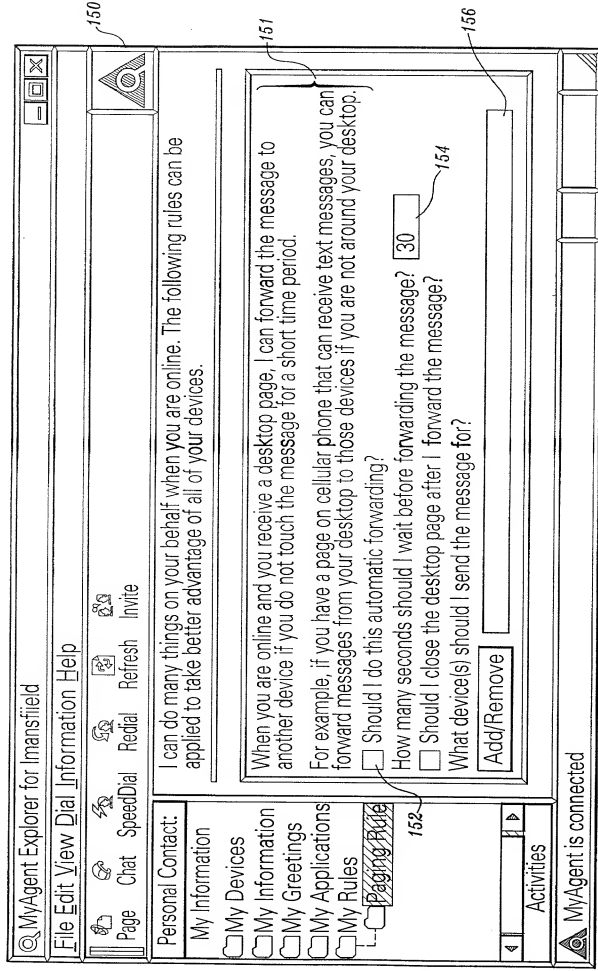 MyAgent Explorer for lmansfiield
File Edit View Dial Information Help
Page Chat SpeedDial Redial Refresh Invite
Personal Contact:
My Information
My Devices
My Information
My Greetings
My Applications
My Rules
Paging Rule
Activities
I can do many things on your behalf when you are online. The following rules can be
applied to take better advantage of all of your devices.
When you are online and you receive a desktop page, I can forward the message to
another device if you do not touch the message for a short time period.
For example, if you have a page on cellular phone that can receive text messages, you can
forward messages from your desktop to those devices if you are not around your desktop.
Should I do this automatic forwarding?
How many seconds should I wait before forwarding the message? 30
Should I close the desktop page after I forward the message?
What device(s) should I send the message for?
Add/Remove
MyAgent is connected
150
151
152
154
156